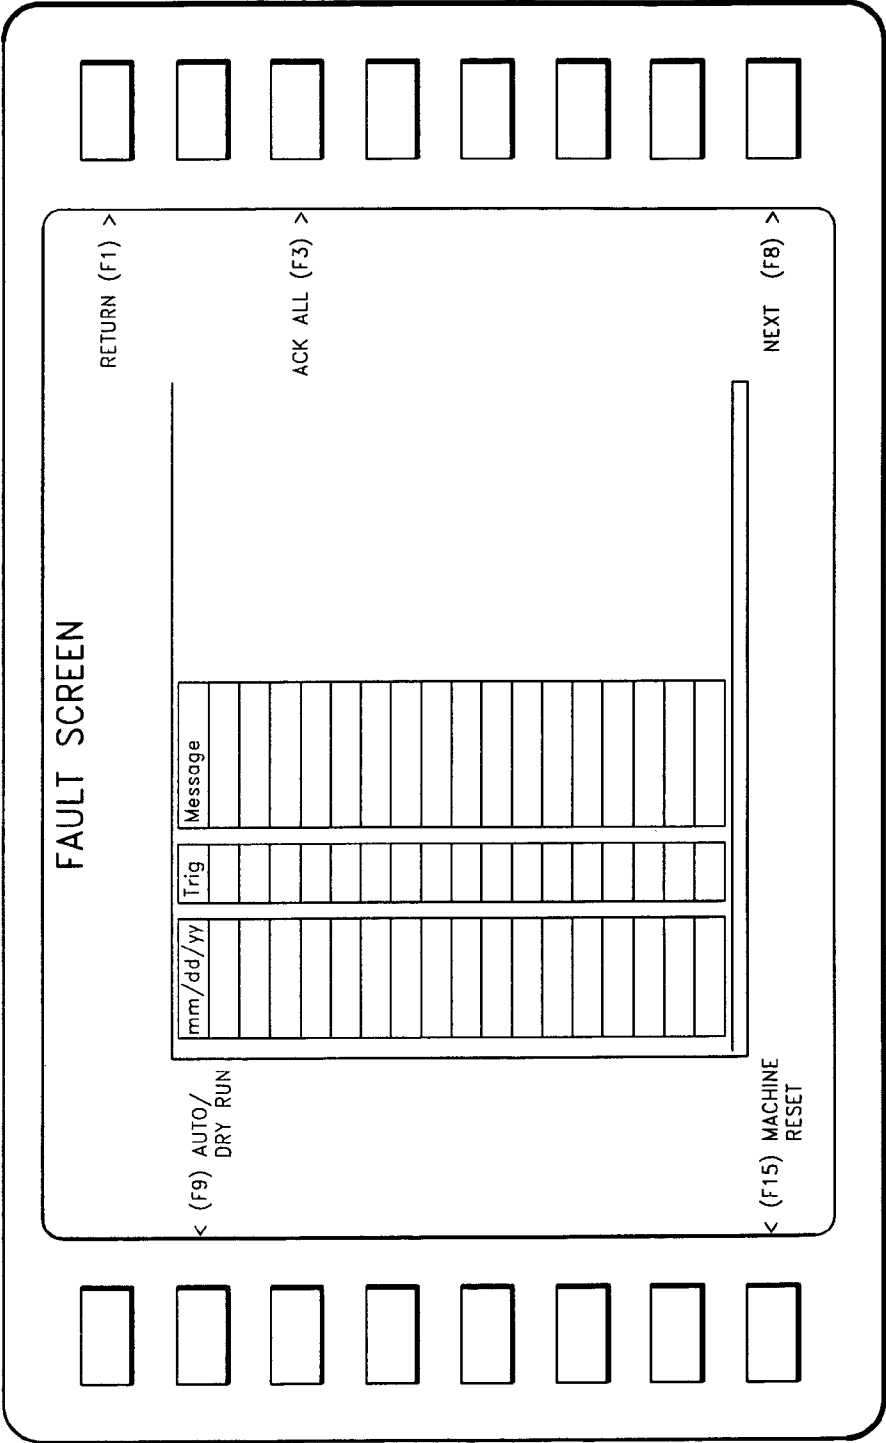 FAULT SCREEN
RETURN (F1) >
< (F9) AUTO/
DRY RUN
mm/dd/yy Trig Message
ACK ALL (F3) >
< (F15) MACHINE
RESET
NEXT (F8) >